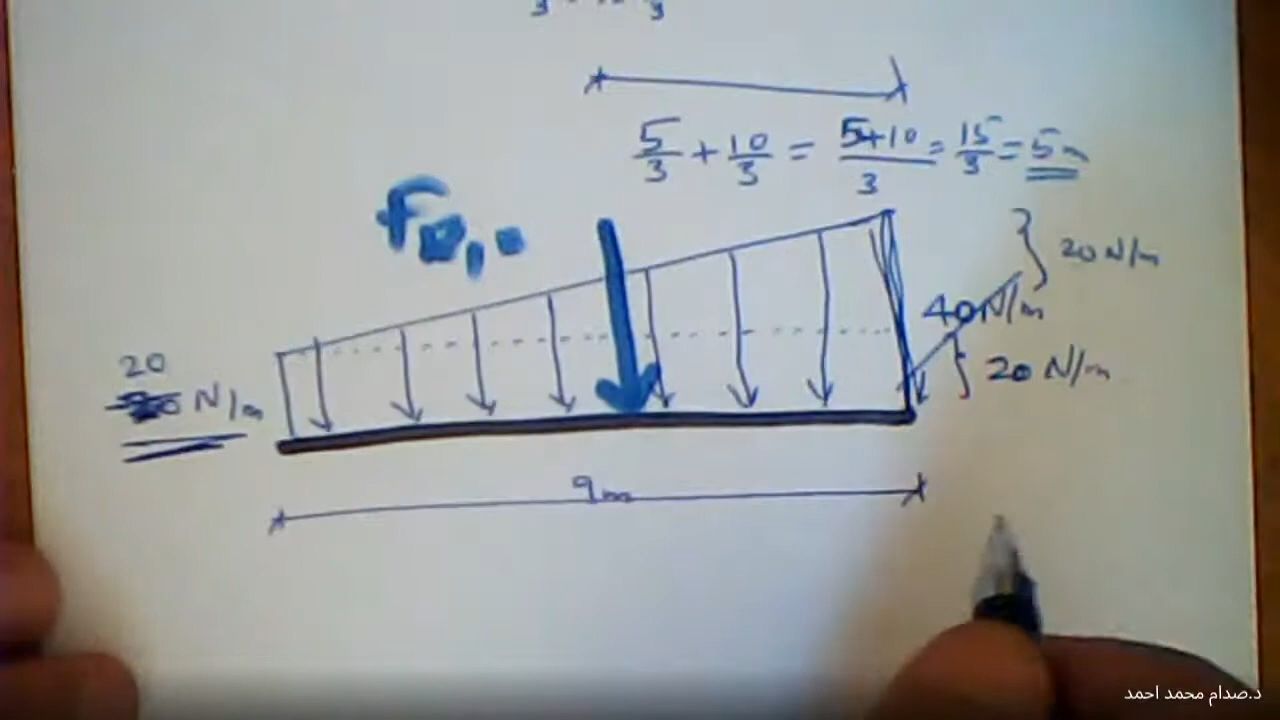 5/3 + 10/3 = 5+10/3 = 15/3 = 5m
20 N/m
40 N/m
20
N/m
20 N/m
9m
د.صدام محمد احمد